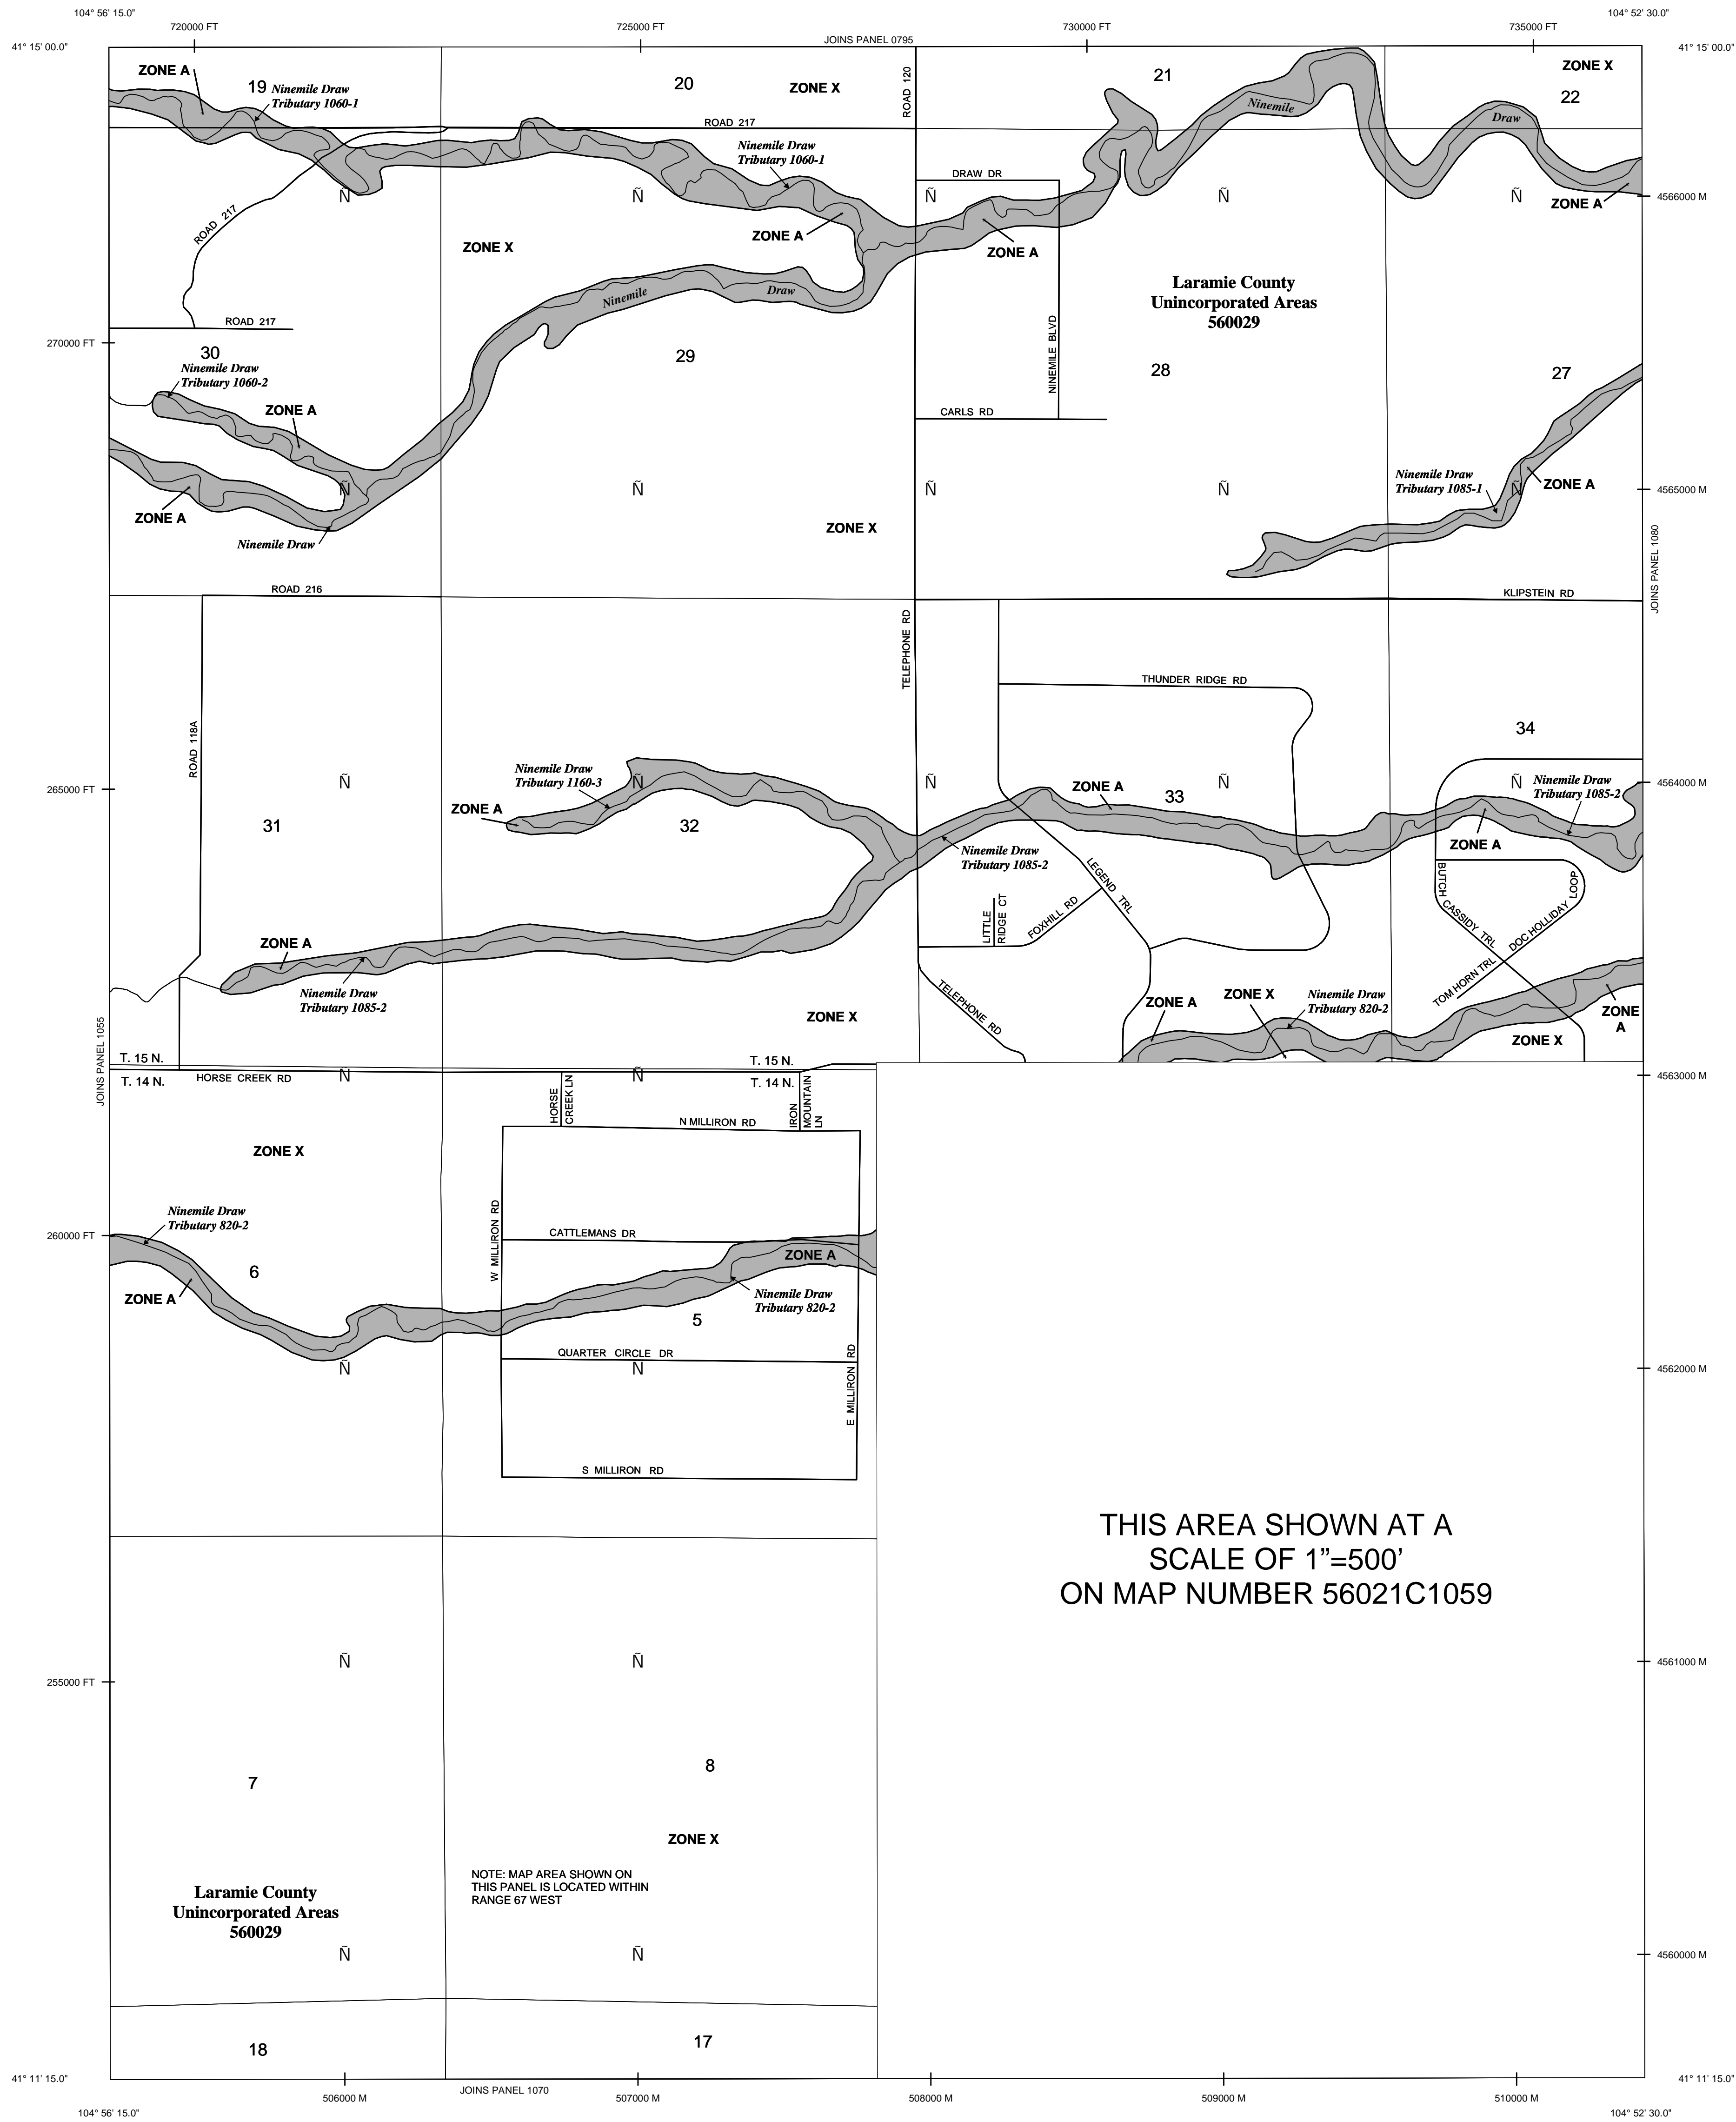 104° 56' 15.0"
720000 FT
725000 FT
730000 FT
735000 FT
104° 52' 30.0"
41° 15' 00.0"
JOINS PANEL 0795
41° 15' 00.0"
ZONE A
19
Ninemile Draw
Tributary 1060-1
20
ZONE X
ROAD 120
21
ZONE X
22
Ninemile
Draw
ROAD 217
Ninemile Draw
Tributary 1060-1
DRAW DR
Ñ
Ñ
Ñ
Ñ
Ñ
4566000 M
ZONE A
ROAD 217
ZONE X
ZONE A
ZONE A
Laramie County
Unincorporated Areas
560029
Ninemile
Draw
ROAD 217
NINEMILE BLVD
270000 FT
30
29
28
27
Ninemile Draw
Tributary 1060-2
ZONE A
CARLS RD
Ninemile Draw
Tributary 1085-1
ZONE A
Ñ
Ñ
Ñ
Ñ
Ñ
4565000 M
ZONE A
ZONE X
Ninemile Draw
JOINS PANEL 1080
ROAD 216
KLIPSTEIN RD
TELEPHONE RD
THUNDER RIDGE RD
ROAD 118A
34
Ninemile Draw
Tributary 1160-3
Ñ
Ñ
Ñ
Ñ
Ñ
Ninemile Draw
Tributary 1085-2
4564000 M
265000 FT
ZONE A
ZONE A
33
31
32
ZONE A
Ninemile Draw
Tributary 1085-2
LEGEND TRL
BUTCH CASSIDY TRL
DOC HOLLIDAY LOOP
LITTLE
RIDGE CT
FOXHILL RD
ZONE A
TOM HORN TRL
Ninemile Draw
Tributary 1085-2
TELEPHONE RD
ZONE A
ZONE X
Ninemile Draw
Tributary 820-2
ZONE
A
ZONE X
ZONE X
JOINS PANEL 1055
T. 15 N.
T. 15 N.
T. 14 N.
HORSE CREEK RD
Ñ
Ñ
T. 14 N.
4563000 M
HORSE
CREEK LN
IRON
MOUNTAIN
LN
N MILLIRON RD
ZONE X
Ninemile Draw
Tributary 820-2
W MILLIRON RD
CATTLEMANS DR
260000 FT
ZONE A
6
ZONE A
Ninemile Draw
Tributary 820-2
5
QUARTER CIRCLE DR
E MILLIRON RD
Ñ
Ñ
4562000 M
S MILLIRON RD
THIS AREA SHOWN AT A
SCALE OF 1”=500’
ON MAP NUMBER 56021C1059
Ñ
Ñ
4561000 M
255000 FT
8
7
ZONE X
NOTE: MAP AREA SHOWN ON
THIS PANEL IS LOCATED WITHIN
RANGE 67 WEST
Laramie County
Unincorporated Areas
560029
Ñ
Ñ
4560000 M
18
17
41° 11' 15.0"
41° 11' 15.0"
JOINS PANEL 1070
506000 M
507000 M
508000 M
509000 M
510000 M
104° 56' 15.0"
104° 52' 30.0"